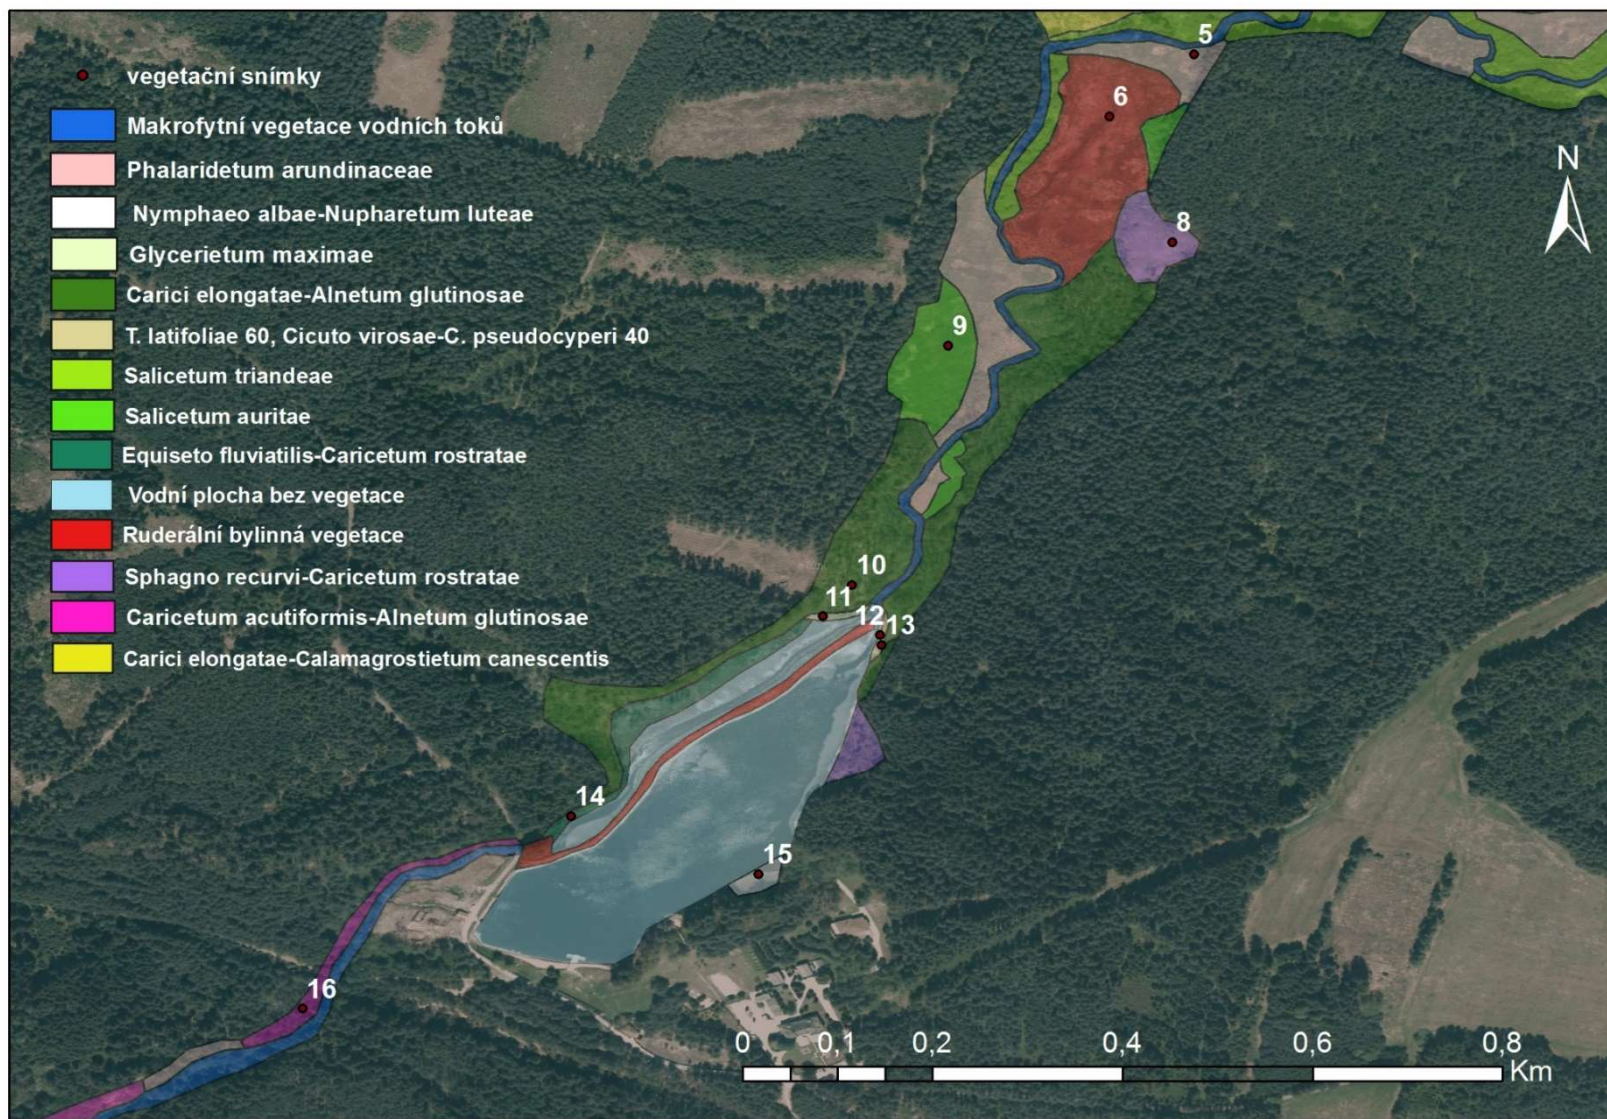 vegetační snímky
Makrofytní vegetace vodních toků
Phalaridetum arundinaceae
Nymphaeo albae-Nupharetum luteae
Glycerietum maximae
Carici elongatae-Alnetum glutinosae
T. latifoliae 60, Cicuto virosae-C. pseudocyperi 40
Salicetum triandeae
Salicetum auritae
Equiseto fluviatilis-Caricetum rostratae
Vodní plocha bez vegetace
Ruderální bylinná vegetace
Sphagno recurvi-Caricetum rostratae
Caricetum acutiformis-Alnetum glutinosae
Carici elongatae-Calamagrostietum canescentis
5
6
N
8
9
10
11
12
13
14
15
16
0 0,1 0,2 0,4 0,6 0,8
Km